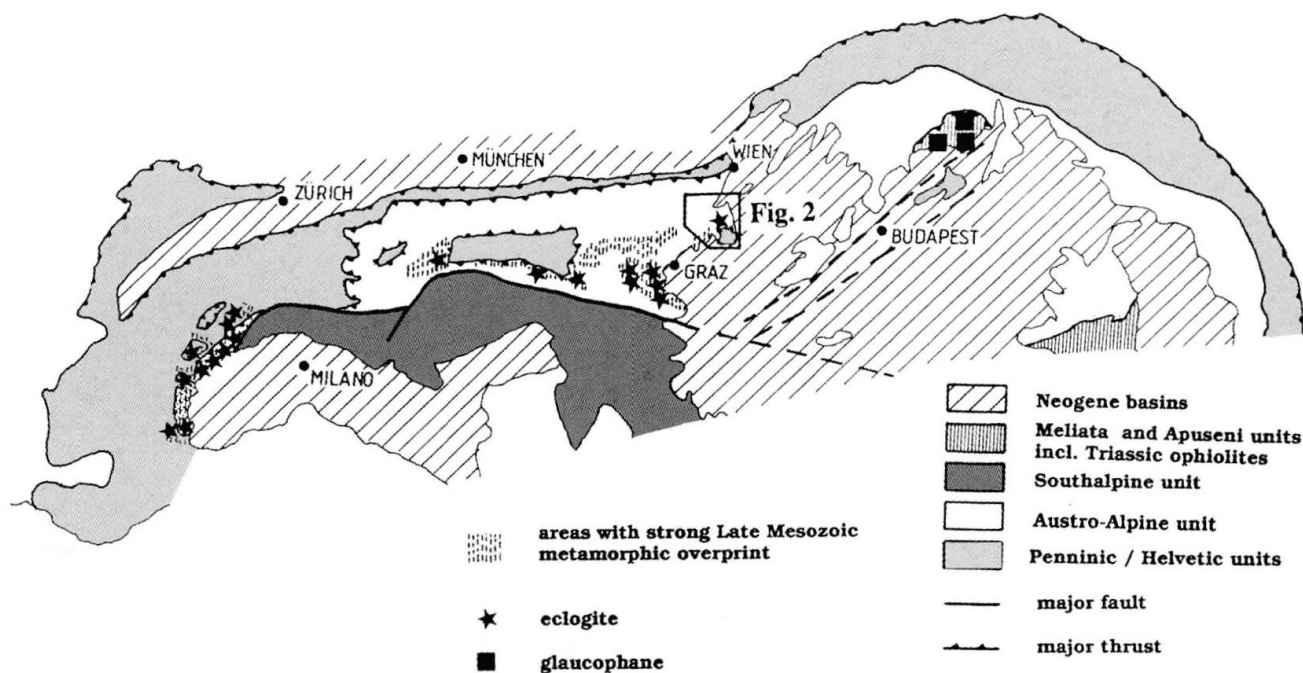 MÜNCHEN
WIEN
ZÜRICH
Fig. 2
BUDAPEST
GRAZ
MILANO
Neogene basins
Meliata and Apuseni units
incl. Triassic ophiolites
Southalpine unit
Austro-Alpine unit
Penninic / Helvetic units
major fault
major thrust
areas with strong Late Mesozoic
metamorphic overprint
eclogite
glaucophane